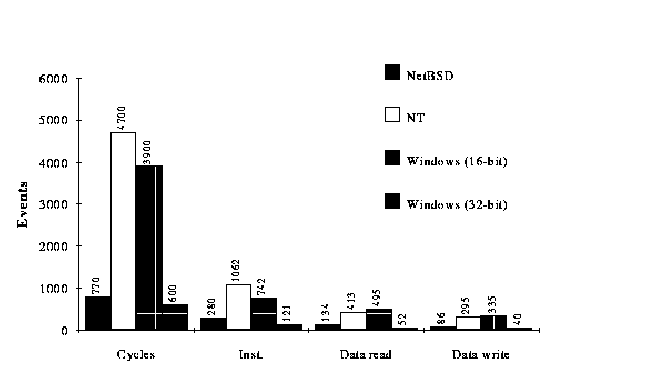 NetBSD
NT
Windows (16-bit)
Windows (32-bit)
Events
6000
5000
4000
3000
2000
1000
0
770
4700
3900
600
280
1062
742
121
134
413
495
52
86
295
335
40
Cycles
Inst.
Data read
Data write